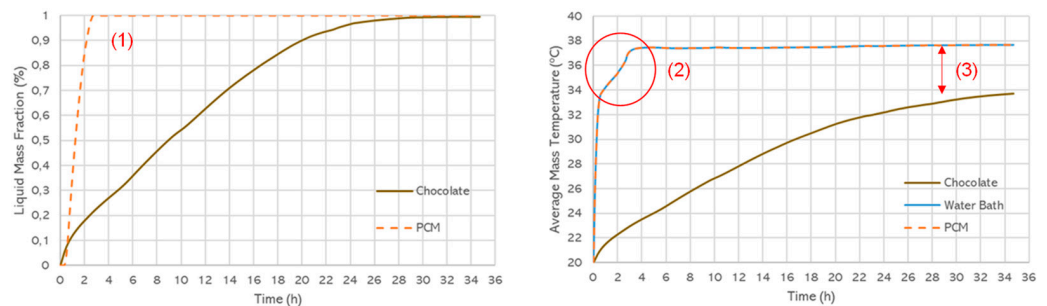 1
0,9
0,8
0,7
0,6
0,5
0,4
0,3
0,2
0,1
0
Liquid Mass Fraction (%)
(1)
Chocolate
PCM
0 2 4 6 8 10 12 14 16 18 20 22 24 26 28 30 32 34 36
Time (h)
40
38
36
34
32
30
28
26
24
22
20
Average Mass Temperature (°C)
(2)
(3)
Chocolate
Water Bath
PCM
0 2 4 6 8 10 12 14 16 18 20 22 24 26 28 30 32 34 36
Time (h)